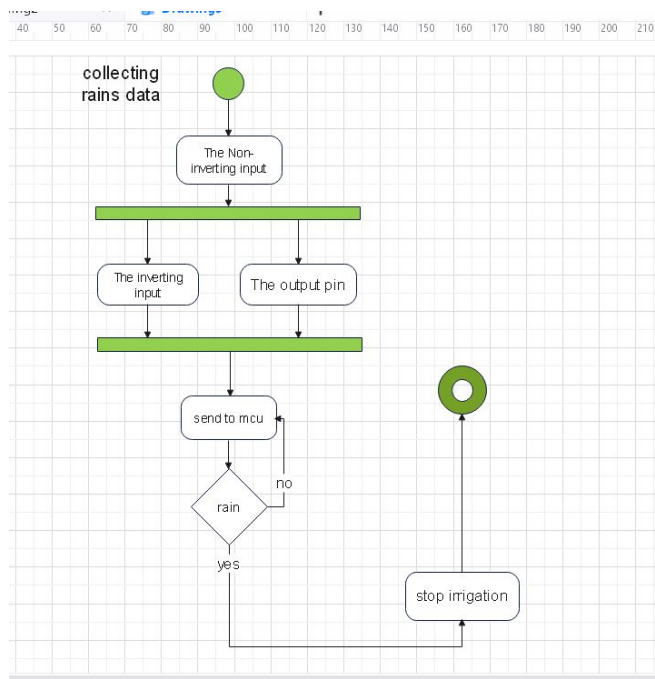 Drawings
40 50 60 70 80 90 100 110 120 130 140 150 160 170 180 190 200 210
collecting
rains data
The Non-
inverting input
The inverting
input
The output pin
send to mcu
no
rain
yes
stop irrigation